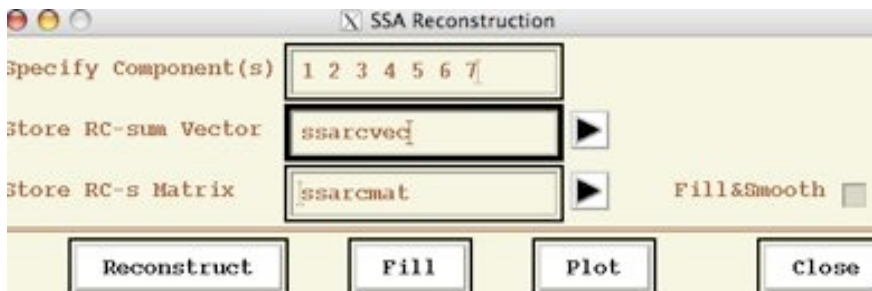 SSA Reconstruction
Specify Component(s) 1 2 3 4 5 6 7
Store RC-sum Vector ssarcvec
Store RC-s Matrix ssarcmat Fill&Smooth
Reconstruct Fill Plot Close